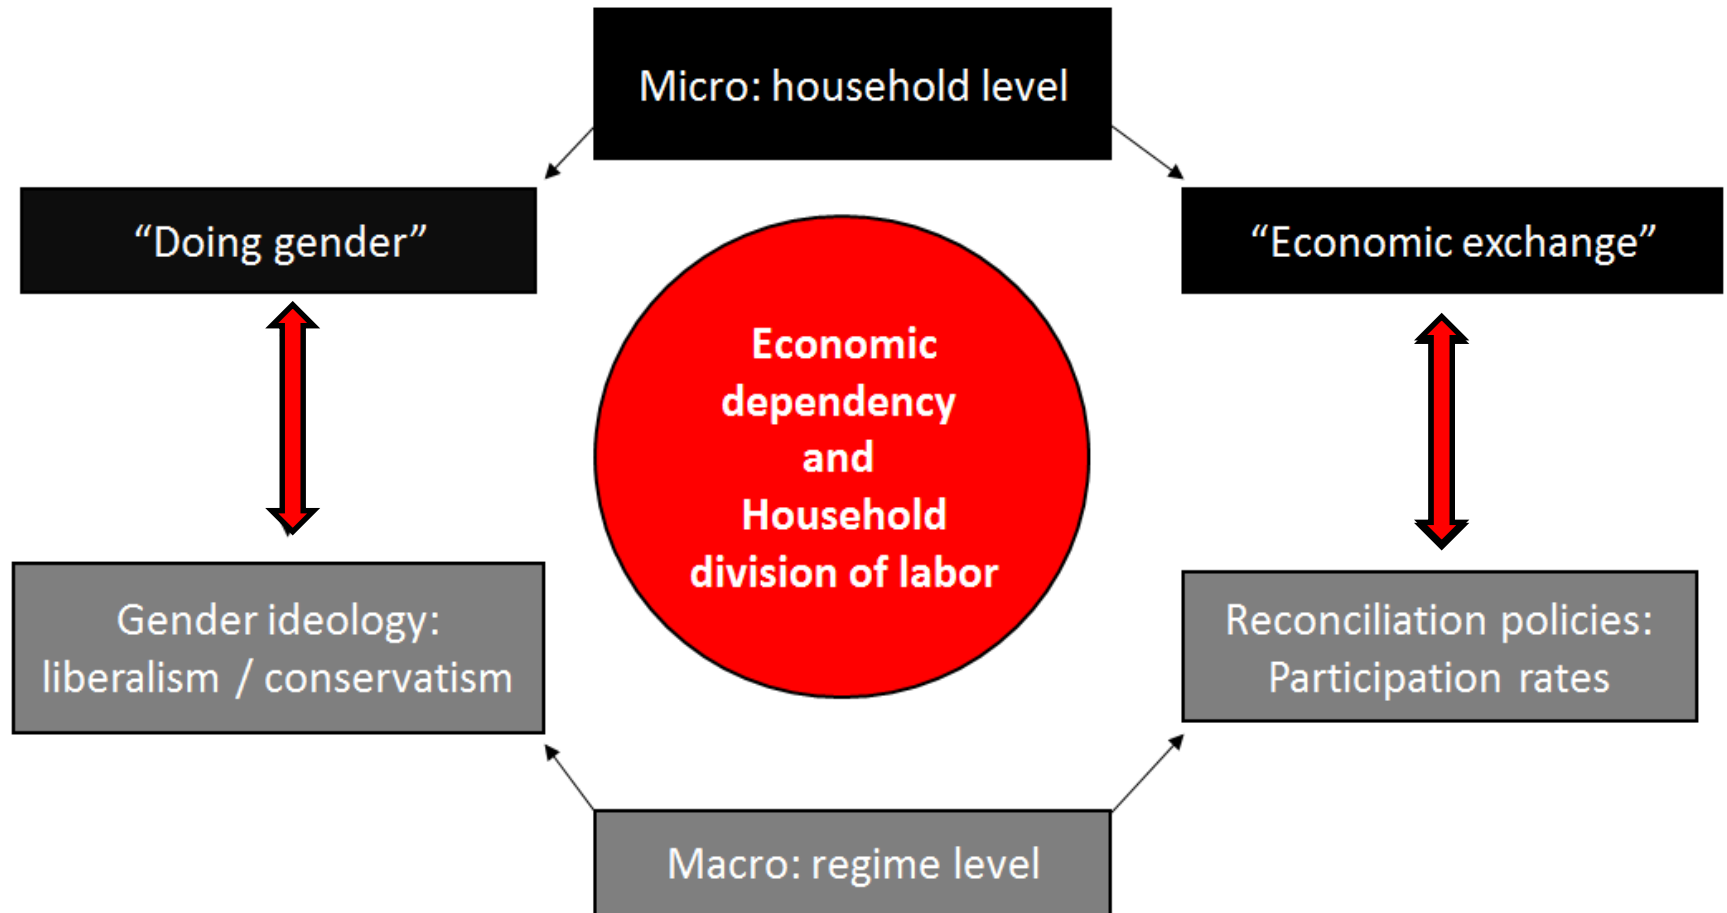 Micro: household level
“Doing gender”
“Economic exchange”
Economic
dependency
and
Household
division of labor
Gender ideology:
liberalism / conservatism
Reconciliation policies:
Participation rates
Macro: regime level